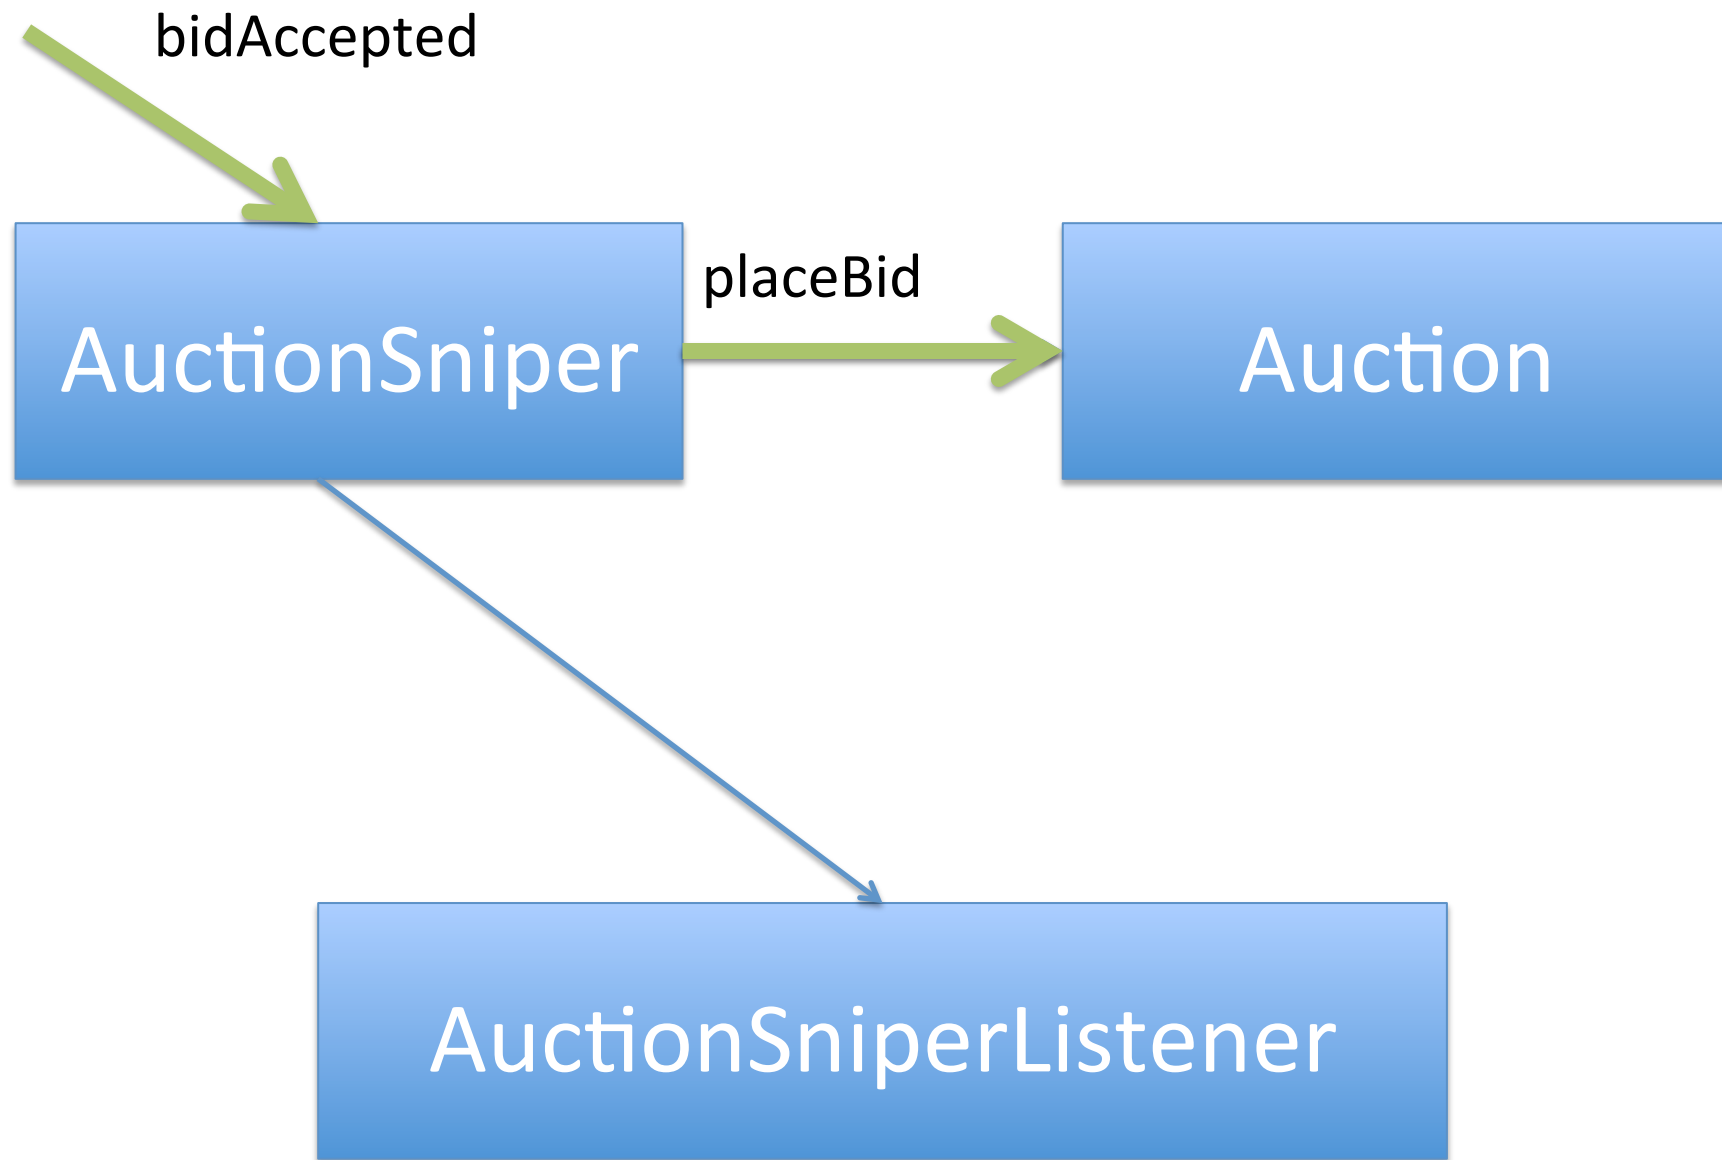 bidAccepted
placeBid
AuctionSniper
Auction
AuctionSniperListener